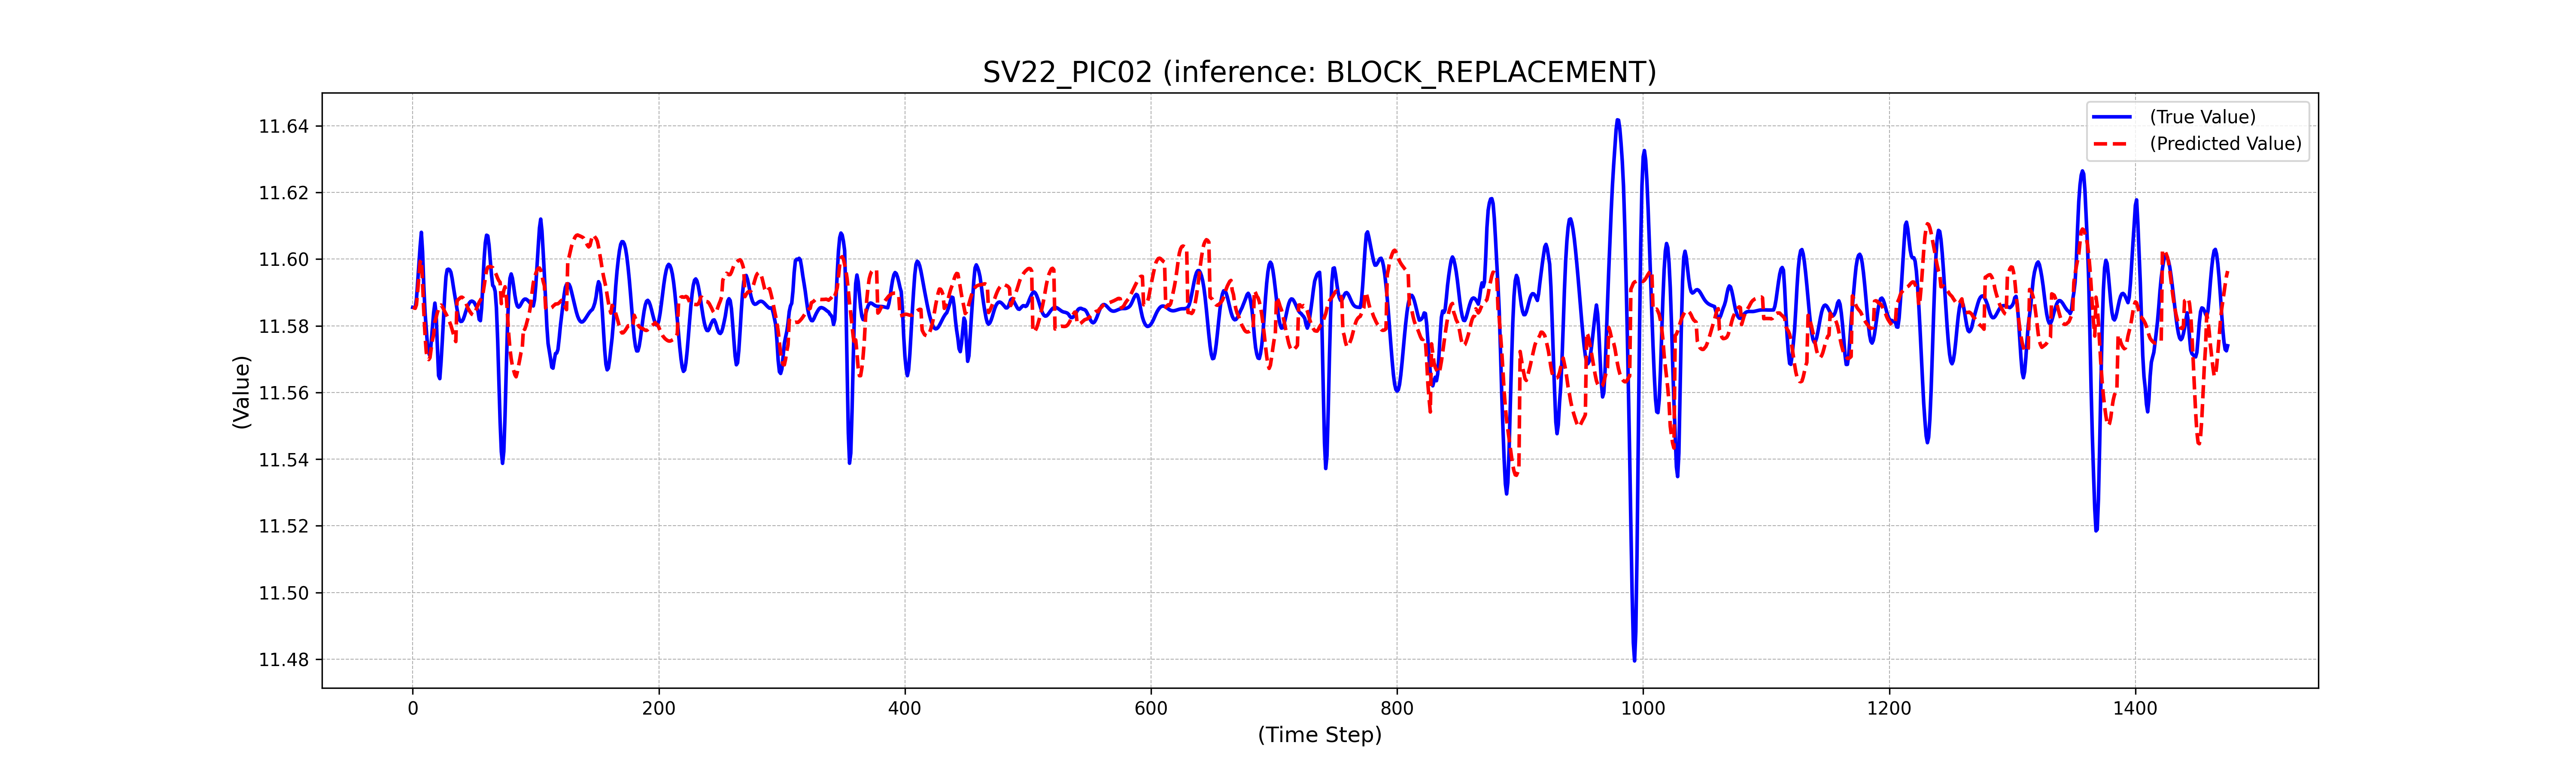 SV22_PIC02 (inference: BLOCK_REPLACEMENT)
(True Value)
(Predicted Value)
(Value)
11.64
11.62
11.60
11.58
11.56
11.54
11.52
11.50
11.48
0 200 400 600 800 1000 1200 1400
(Time Step)